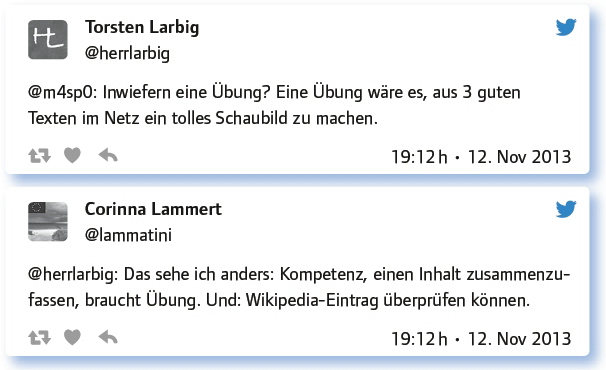 Torsten Larbig
@herrlarbig
@m4sp0: Inwiefern eine Übung? Eine Übung wäre es, aus 3 guten
Texten im Netz ein tolles Schaubild zu machen.
19:12 h · 12. Nov 2013
Corinna Lammert
@lammatini
@herrlarbig: Das sehe ich anders: Kompetenz, einen Inhalt zusammenzu-
fassen, braucht Übung. Und: Wikipedia-Eintrag überprüfen können.
19:12 h · 12. Nov 2013